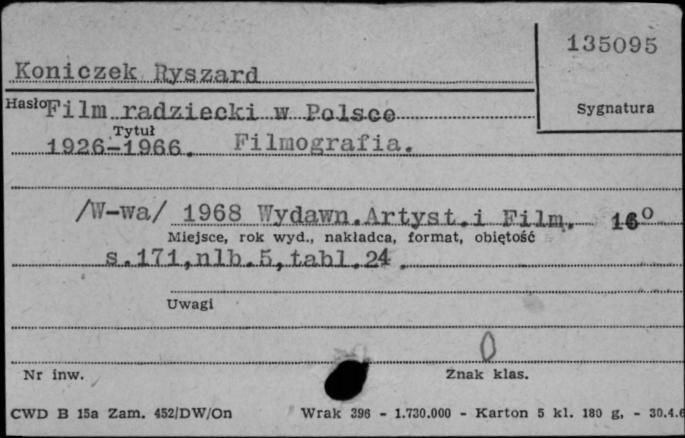 135095
Koniczek Ryszard
Hasło Film radziecki w Polsce
Sygnatura
Tytuł
1926-1966. Filmografia.
/W-wa/ 1968 Wydawn.Artyst.i Film. 16⁰
Miejsce, rok wyd., nakładca, format, objętość
s.171,nlb.5,tabl.24.
Uwagi
0
Nr inw.
Znak klas.
CWD B 15a Zam. 452/DW/On Wrak 396 - 1.730.000 - Karton 5 kl. 180 g, - 30.4.6